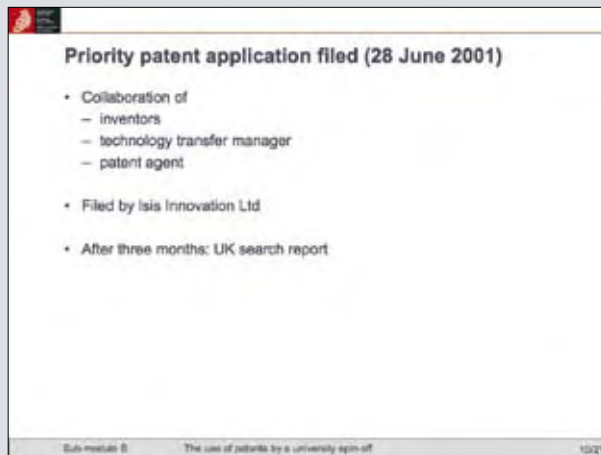 Priority patent application filed (28 June 2001)
• Collaboration of
– inventors
– technology transfer manager
– patent agent
• Filed by Isis Innovation Ltd
• After three months: UK search report
Sub-module B The use of patents by a university spin-off